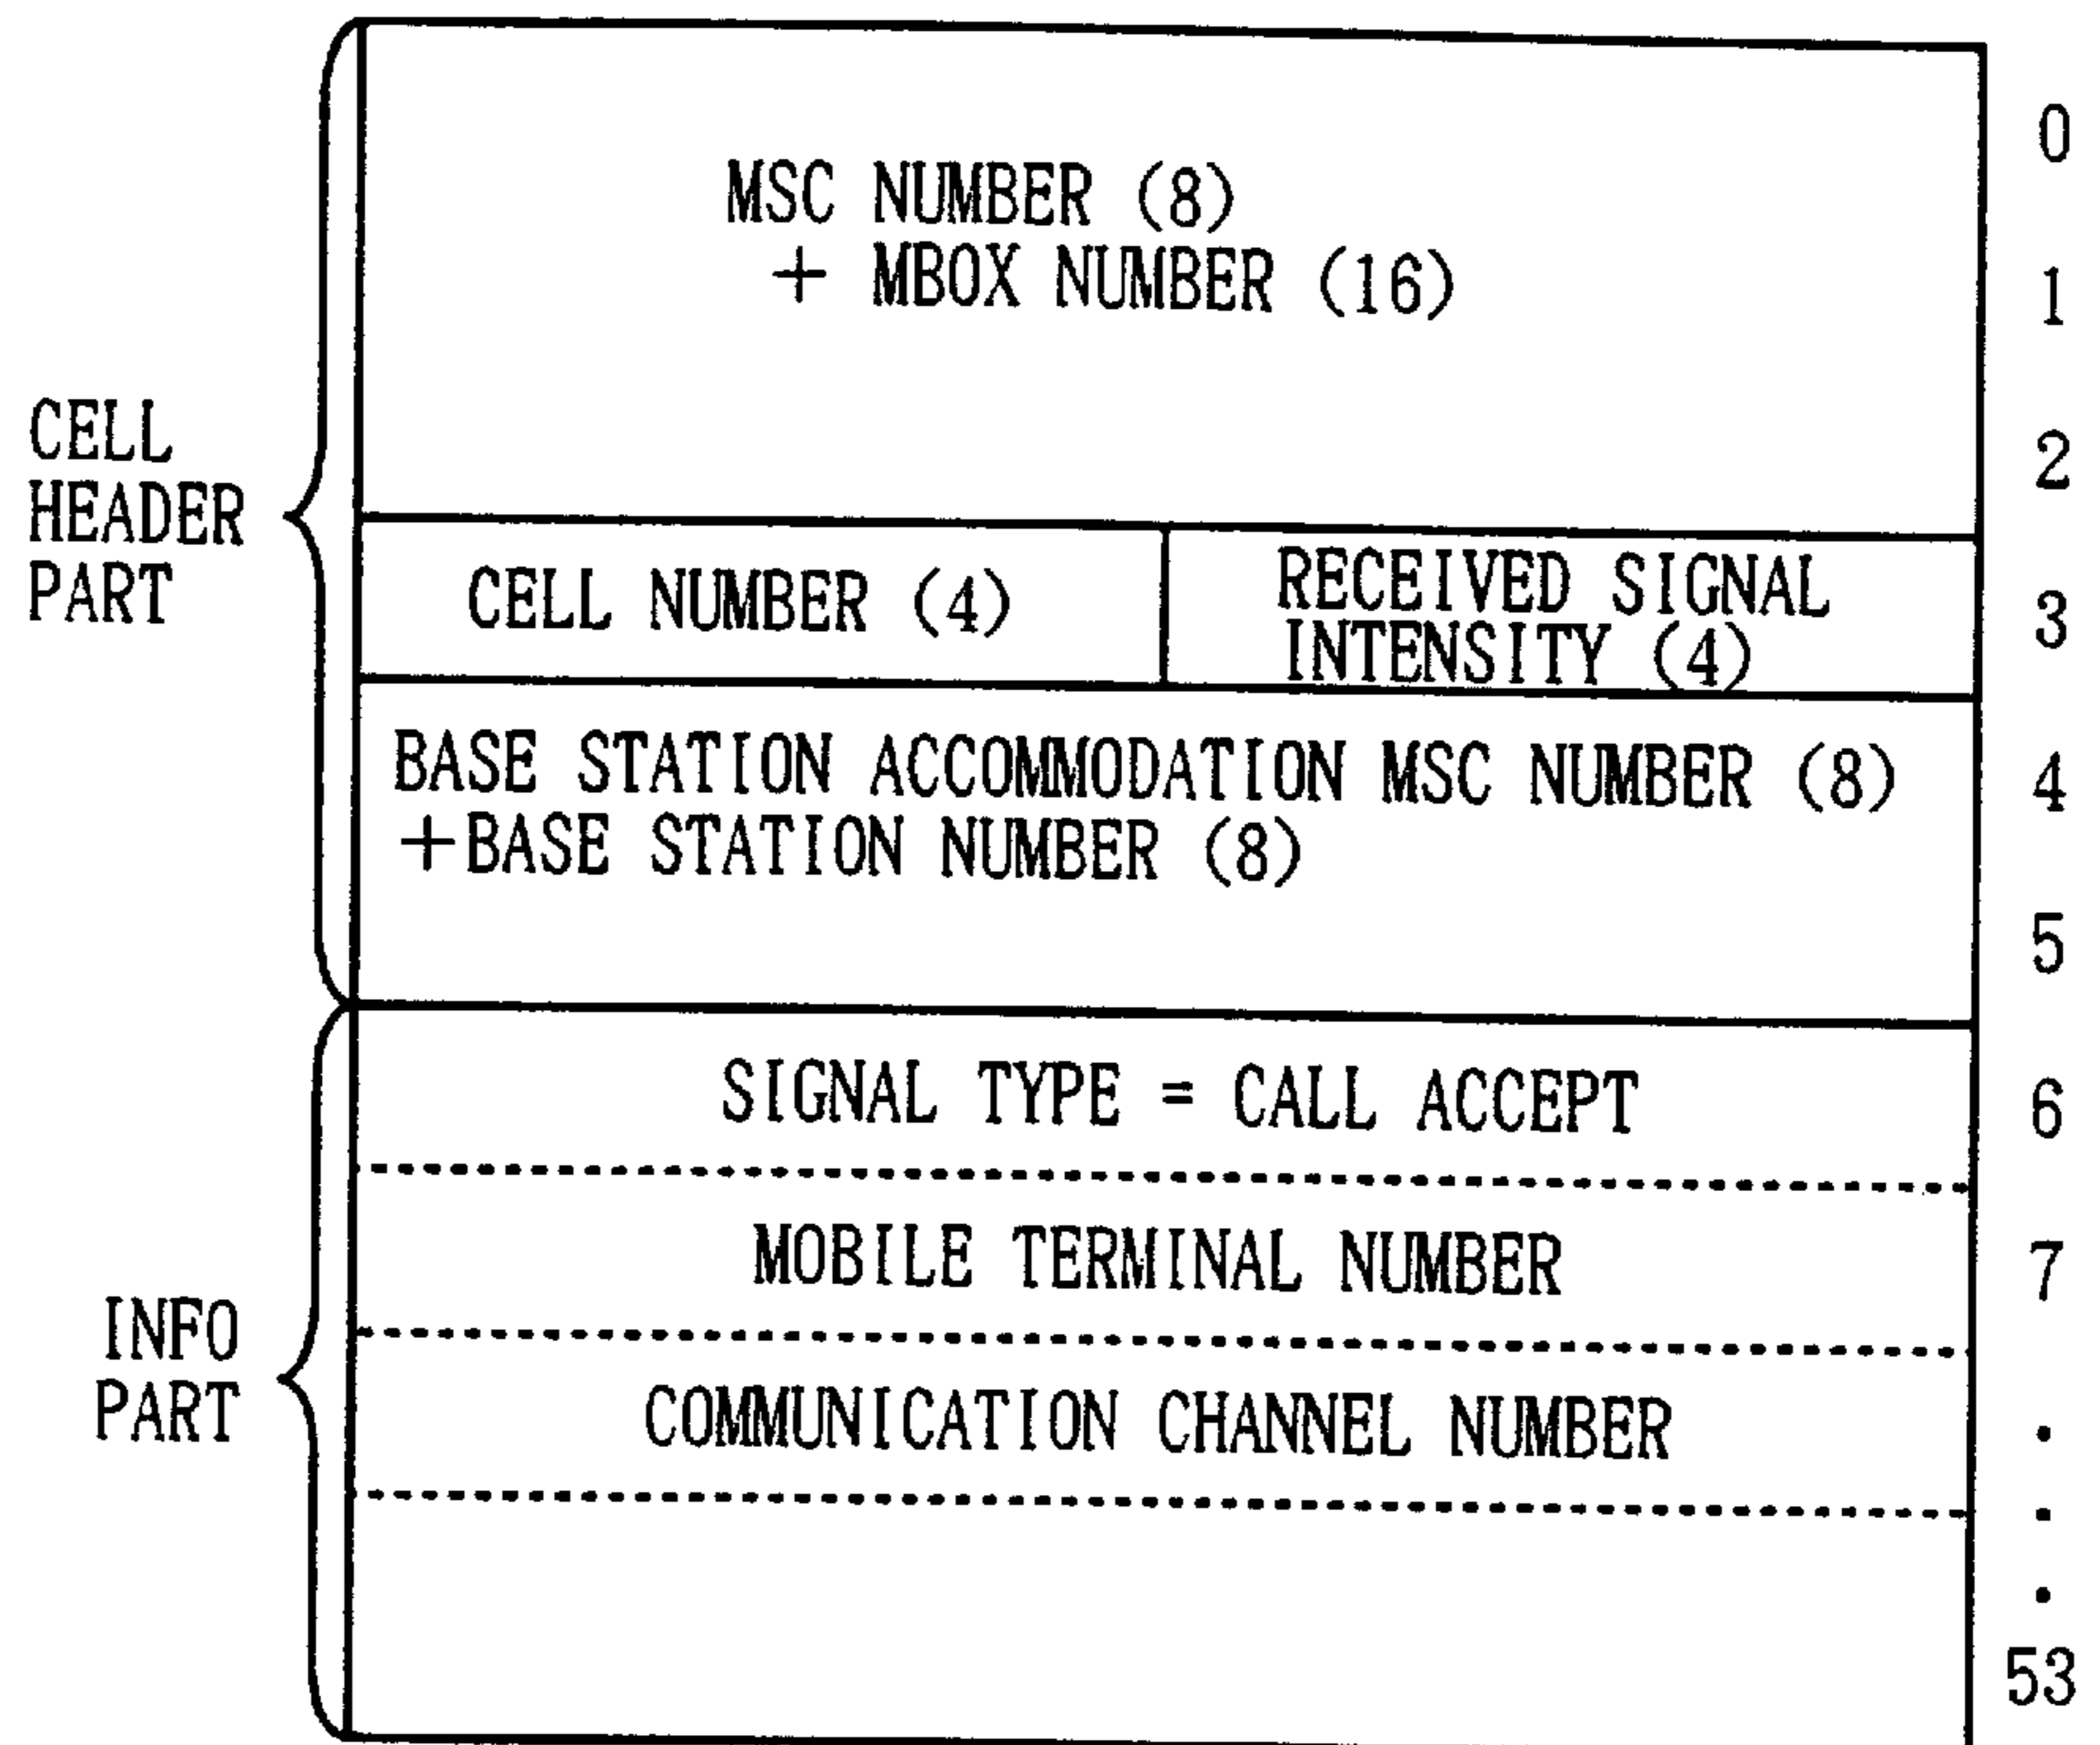 MSC NUMBER (8)
+ MBOX NUMBER (16)
0
1
2
CELL
HEADER
PART
CELL NUMBER (4)
RECEIVED SIGNAL
INTENSITY (4)
3
BASE STATION ACCOMMODATION MSC NUMBER (8)
+BASE STATION NUMBER (8)
4
5
SIGNAL TYPE = CALL ACCEPT
6
MOBILE TERMINAL NUMBER
7
INFO
PART
COMMUNICATION CHANNEL NUMBER
.
.
.
53